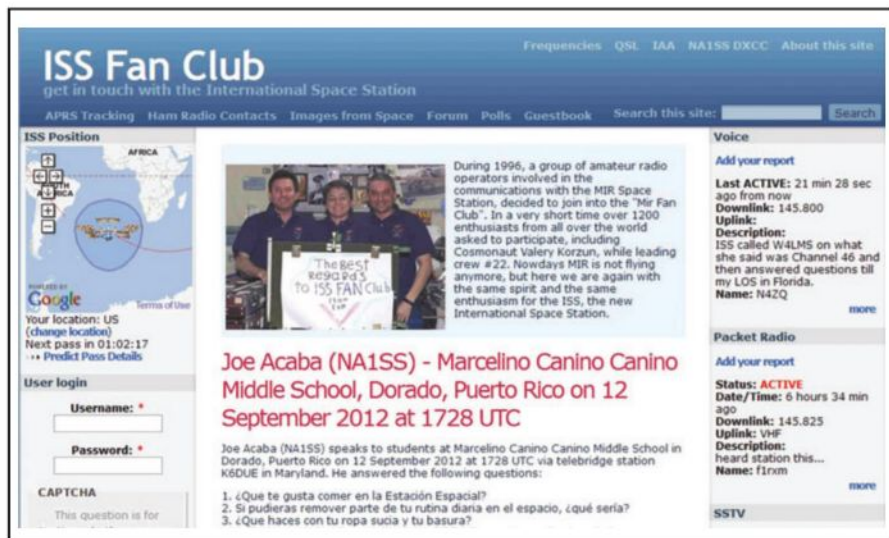 Frequencies QSL IAA NA1SS DXCC About this site
ISS Fan Club
get in touch with the International Space Station
APRS Tracking Ham Radio Contacts Images from Space Forum Polls Guestbook Search this site: Search
ISS Position
AFRICA
POWERED BY
Google
Terms of Use
Your location: US
(change location)
Next pass in 01:02:17
Predict Pass Details
User login
Username: *
Password: *
CAPTCHA
This question is for
During 1996, a group of amateur radio
operators involved in the
communications with the MIR Space
Station, decided to join into the "Mir Fan
Club". In a very short time over 1200
enthusiasts from all over the world
asked to participate, including
Cosmonaut Valery Korzun, while leading
crew #22. Nowdays MIR is not flying
anymore, but here we are again with
the same spirit and the same
enthusiasm for the ISS, the new
International Space Station.
The BEST
REGARD'S
TO ISS FAN Club
Joe Acaba (NA1SS) - Marcelino Canino Canino
Middle School, Dorado, Puerto Rico on 12
September 2012 at 1728 UTC
Joe Acaba (NA1SS) speaks to students at Marcelino Canino Canino Middle School in
Dorado, Puerto Rico on 12 September 2012 at 1728 UTC via telebridge station
K6DUE in Maryland. He answered the following questions:
1. ¿Que te gusta comer en la Estación Espacial?
2. Si pudieras remover parte de tu rutina diaria en el espacio, ¿qué sería?
3. ¿Que haces con tu ropa sucia y tu basura?
Voice
Add your report
Last ACTIVE: 21 min 28 sec
ago from now
Downlink: 145.800
Uplink:
Description:
ISS called W4LMS on what
she said was Channel 46 and
then answered questions till
my LOS in Florida.
Name: N4ZQ
more
Packet Radio
Add your report
Status: ACTIVE
Date/Time: 6 hours 34 min
ago
Downlink: 145.825
Uplink: VHF
Description:
heard station this...
Name: f1rxm
more
SSTV